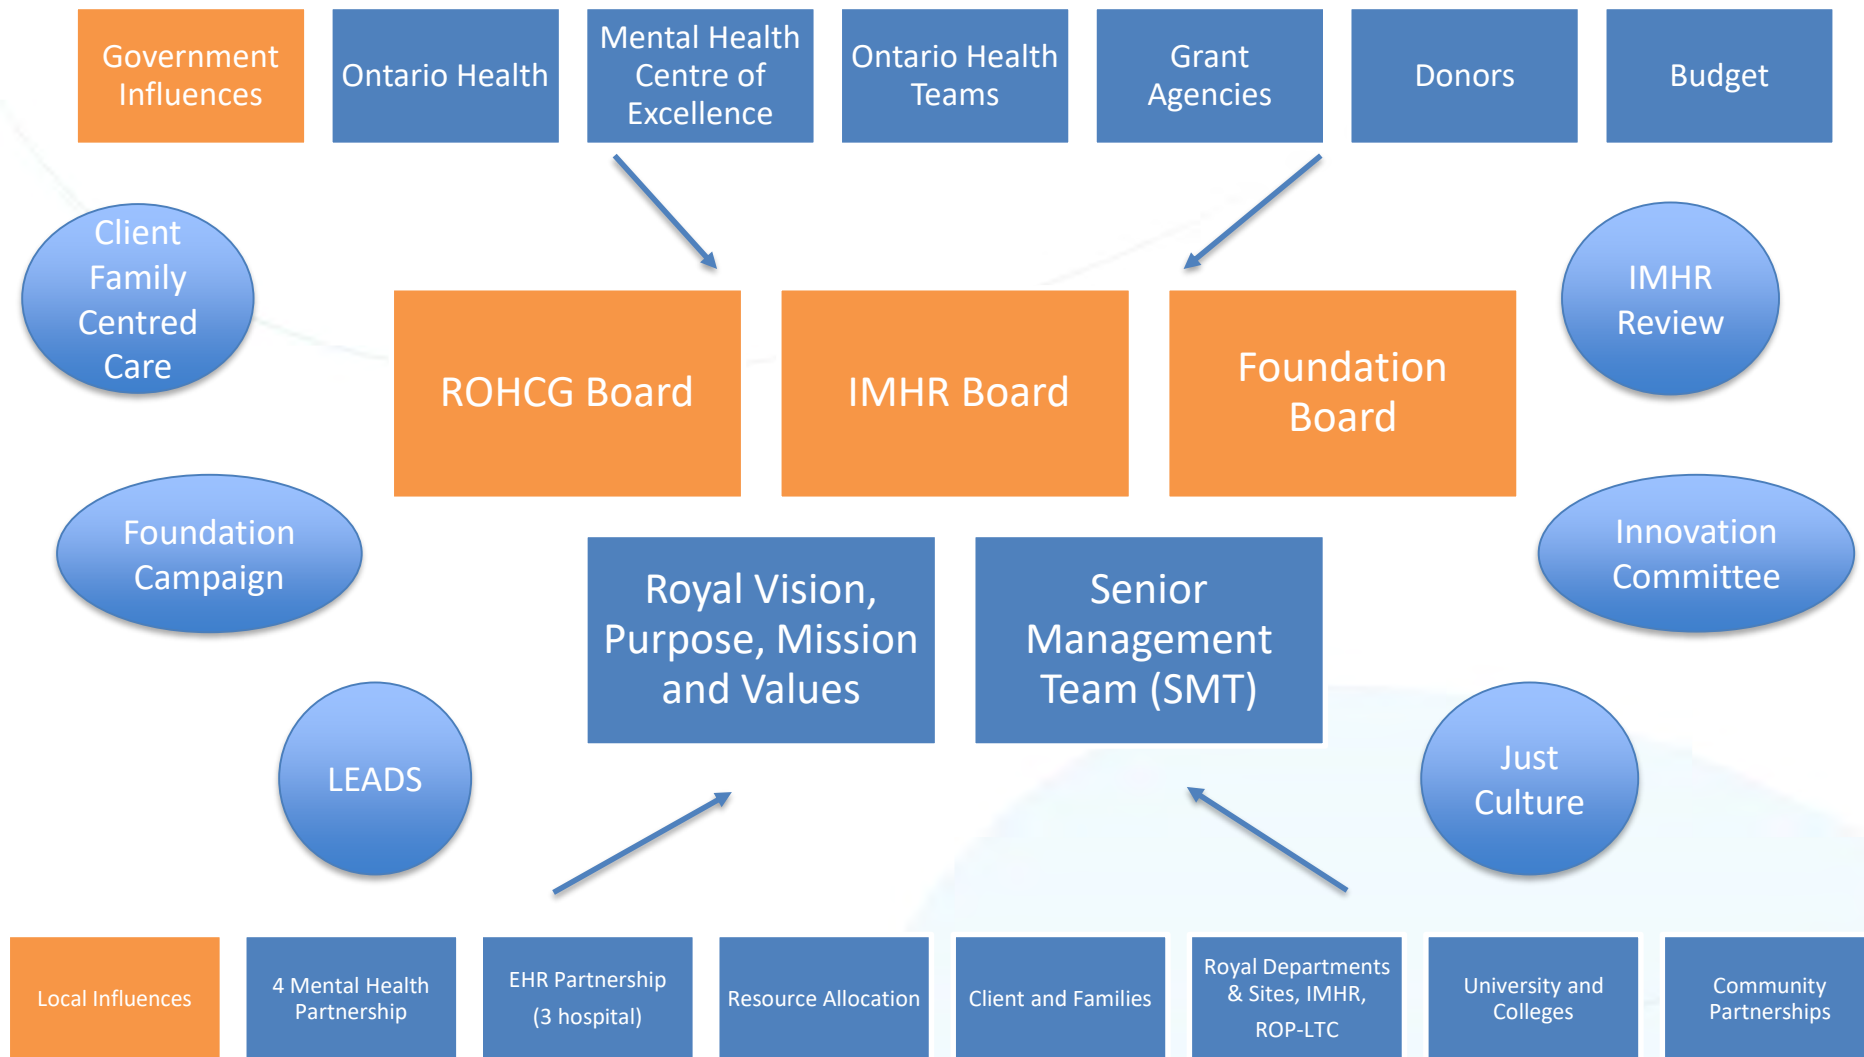 Government
Influences
Ontario Health
Mental Health
Centre of
Excellence
Ontario Health
Teams
Grant
Agencies
Donors
Budget
Client
Family
Centred
Care
IMHR
Review
ROHCG Board
IMHR Board
Foundation
Board
Foundation
Campaign
Innovation
Committee
Royal Vision,
Purpose, Mission
and Values
Senior
Management
Team (SMT)
LEADS
Just
Culture
Local Influences
4 Mental Health
Partnership
EHR Partnership
(3 hospital)
Resource Allocation
Client and Families
Royal Departments
& Sites, IMHR,
ROP-LTC
University and
Colleges
Community
Partnerships